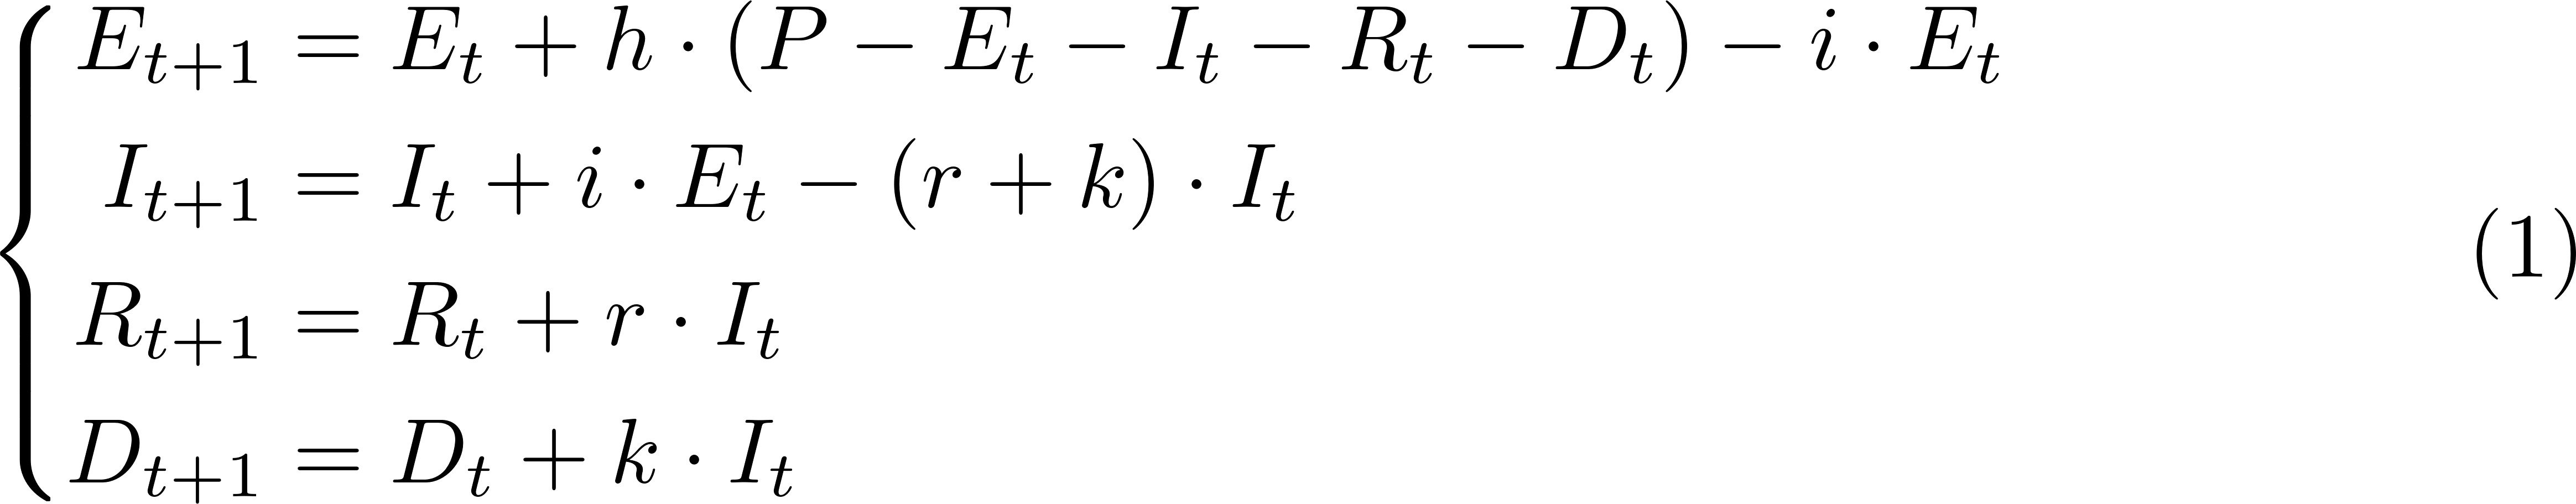 E_{t+1} = E_t + h · (P − E_t − I_t − R_t − D_t) − i · E_t
I_{t+1} = I_t + i · E_t − (r + k) · I_t
(1)
R_{t+1} = R_t + r · I_t
D_{t+1} = D_t + k · I_t